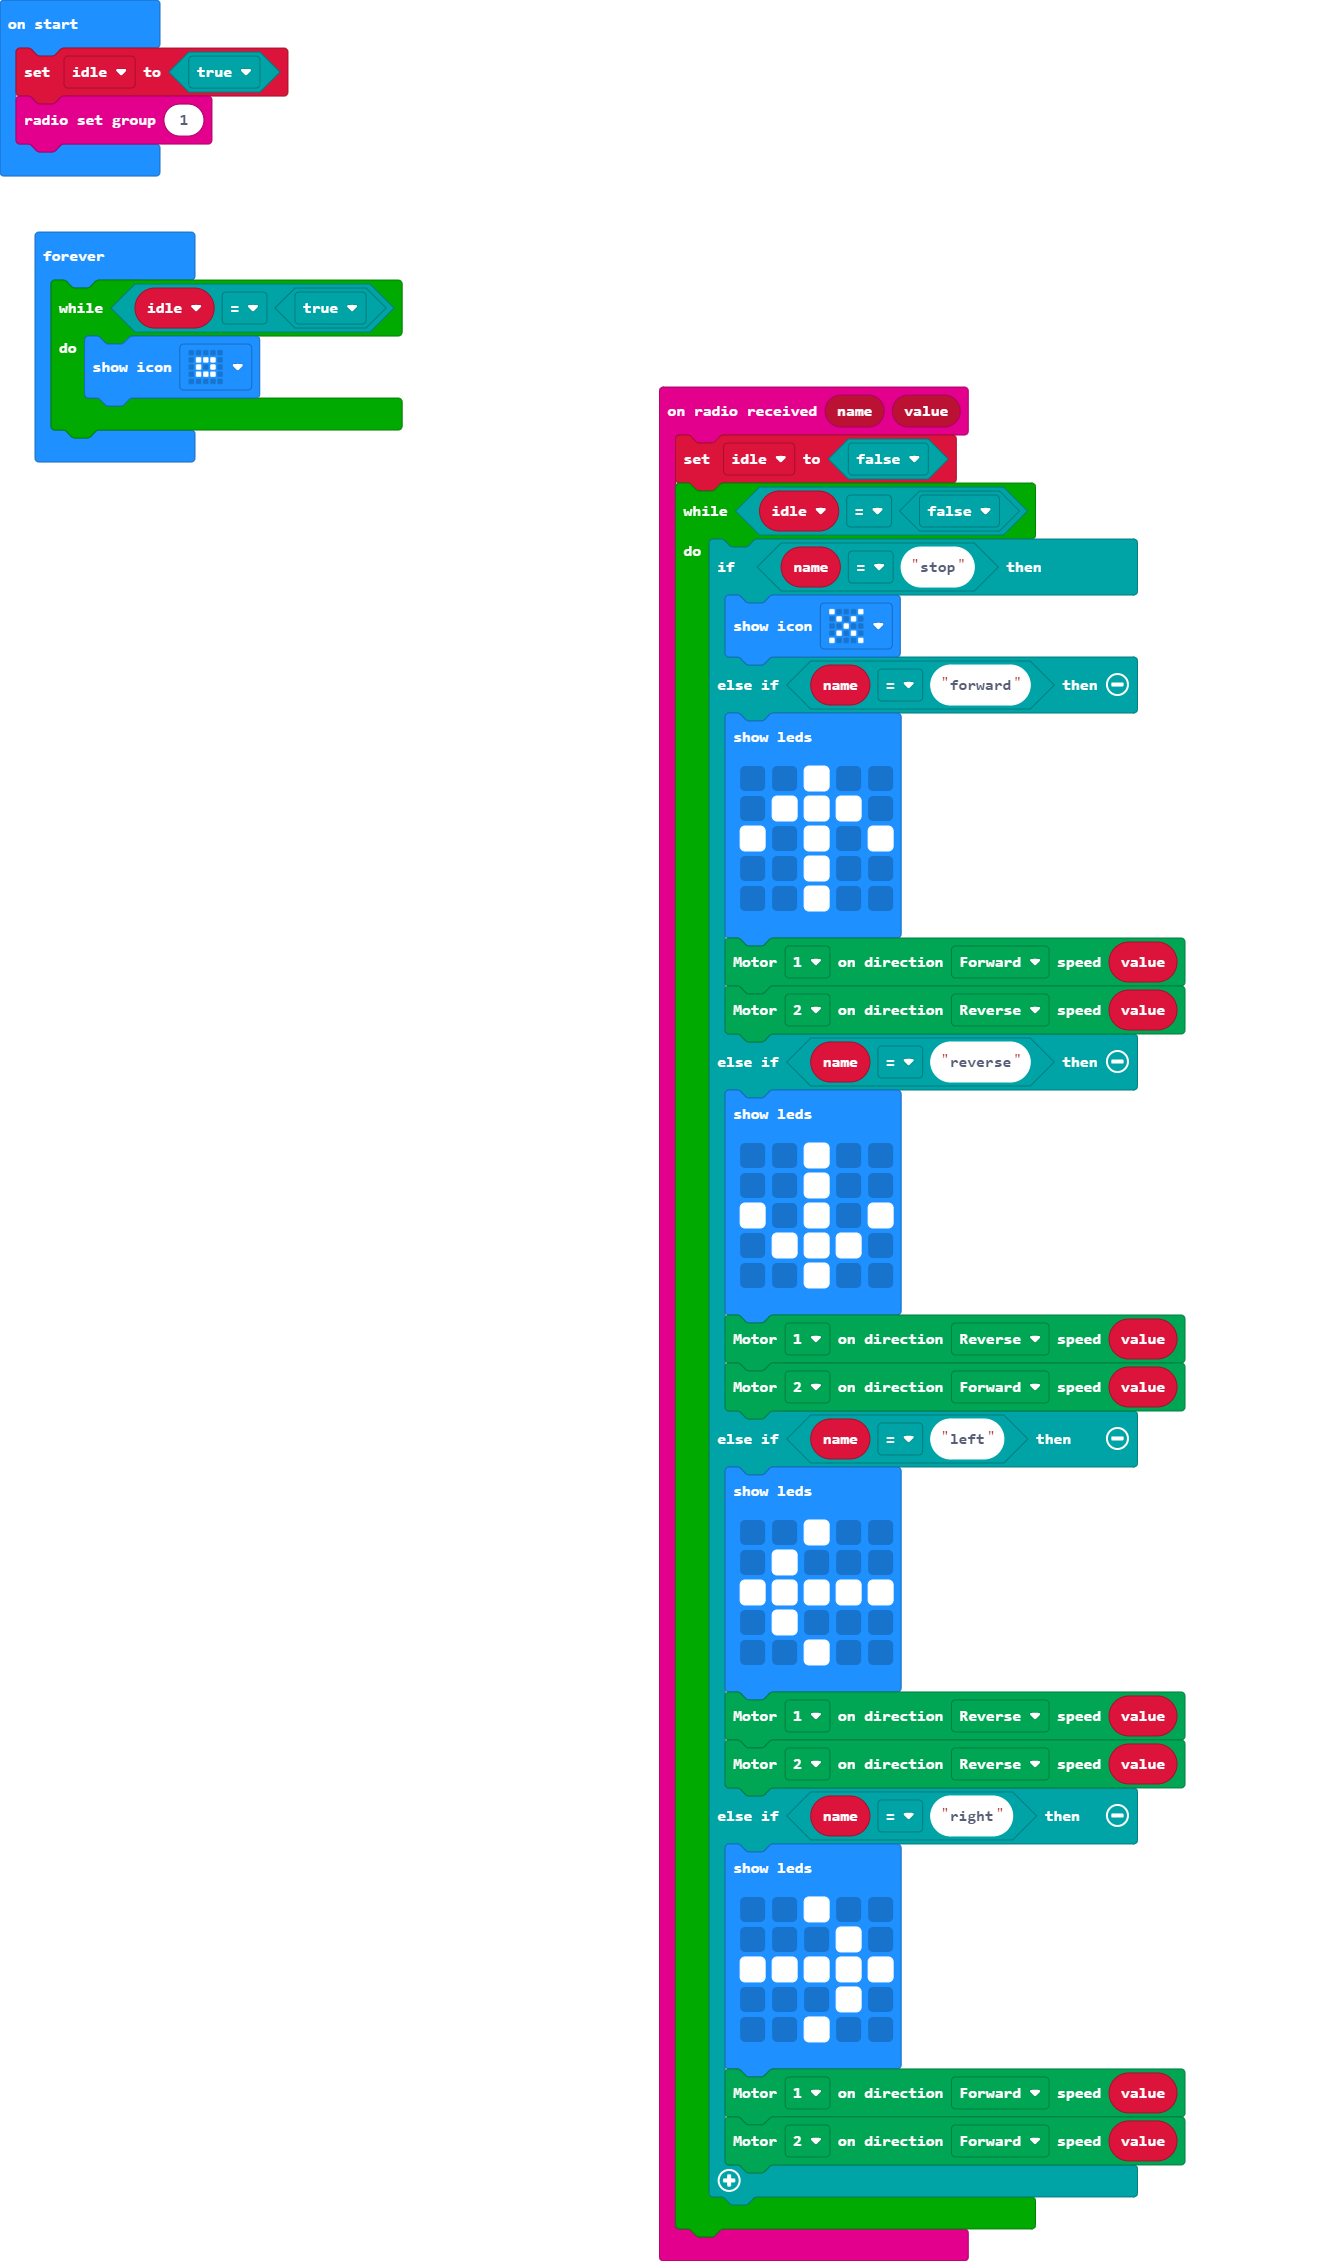 on start
set idle to true
radio set group 1
forever
while idle = true
do
show icon
on radio received name value
set idle to false
while idle = false
do
if name = "stop" then
show icon
else if name = "forward" then
show leds
Motor 1 on direction Forward speed value
Motor 2 on direction Reverse speed value
else if name = "reverse" then
show leds
Motor 1 on direction Reverse speed value
Motor 2 on direction Forward speed value
else if name = "left" then
show leds
Motor 1 on direction Reverse speed value
Motor 2 on direction Reverse speed value
else if name = "right" then
show leds
Motor 1 on direction Forward speed value
Motor 2 on direction Forward speed value